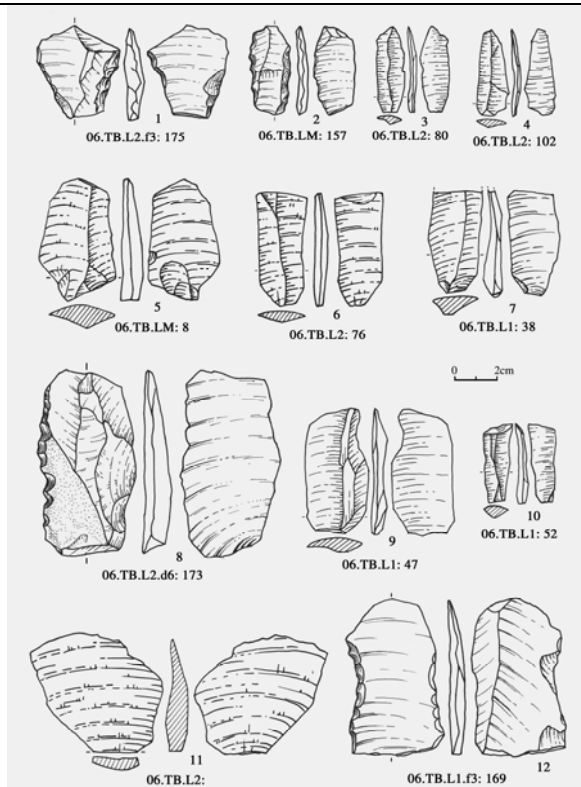 1
06.TB.L2.f3: 175
2
06.TB.LM: 157
3
06.TB.L2: 80
4
06.TB.L2: 102
5
06.TB.LM: 8
6
06.TB.L2: 76
7
06.TB.L1: 38
0 2cm
8
06.TB.L2.d6: 173
9
06.TB.L1: 47
10
06.TB.L1: 52
11
06.TB.L2:
12
06.TB.L1.f3: 169